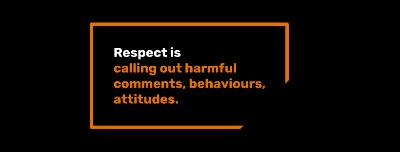 Respect is
calling out harmful
comments, behaviours,
attitudes.